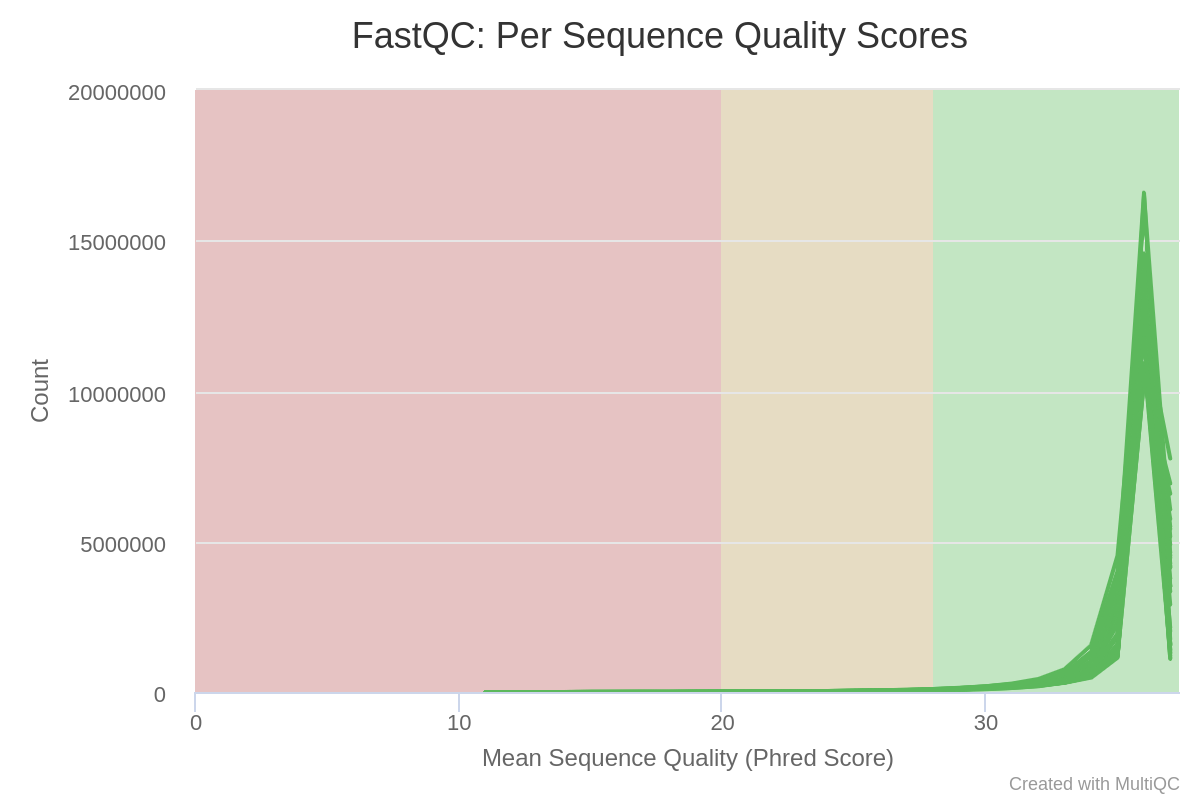 FastQC: Per Sequence Quality Scores
20000000
15000000
10000000
5000000
0
Count
0 10 20 30
Mean Sequence Quality (Phred Score)
Created with MultiQC